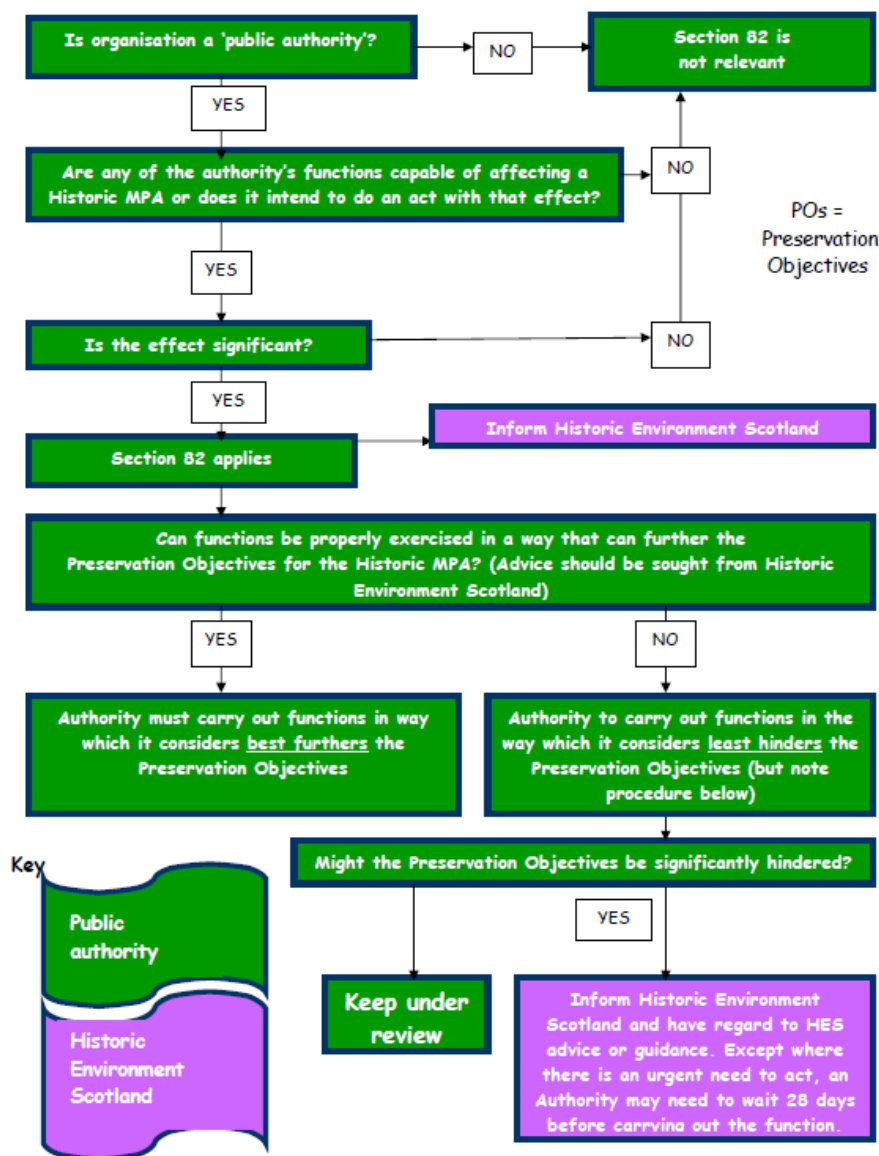 Is organisation a ‘public authority’?
NO
Section 82 is
not relevant
YES
Are any of the authority’s functions capable of affecting a
Historic MPA or does it intend to do an act with that effect?
NO
POs =
Preservation
Objectives
YES
Is the effect significant?
NO
YES
Inform Historic Environment Scotland
Section 82 applies
Can functions be properly exercised in a way that can further the
Preservation Objectives for the Historic MPA? (Advice should be sought from Historic
Environment Scotland)
YES
NO
Authority must carry out functions in way
which it considers best furthers the
Preservation Objectives
Authority to carry out functions in the
way which it considers least hinders the
Preservation Objectives (but note
procedure below)
Might the Preservation Objectives be significantly hindered?
Key
Public
authority
YES
Keep under
review
Inform Historic Environment
Scotland and have regard to HES
advice or guidance. Except where
there is an urgent need to act, an
Authority may need to wait 28 days
before carrying out the function.
Historic
Environment
Scotland